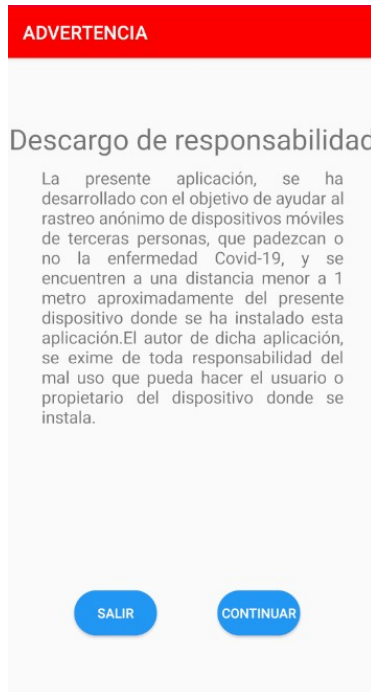 ADVERTENCIA
Descargo de responsabilidad
La presente aplicación, se ha
desarrollado con el objetivo de ayudar al
rastreo anónimo de dispositivos móviles
de terceras personas, que padezcan o
no la enfermedad Covid-19, y se
encuentren a una distancia menor a 1
metro aproximadamente del presente
dispositivo donde se ha instalado esta
aplicación.El autor de dicha aplicación,
se exime de toda responsabilidad del
mal uso que pueda hacer el usuario o
propietario del dispositivo donde se
instala.
SALIR
CONTINUAR